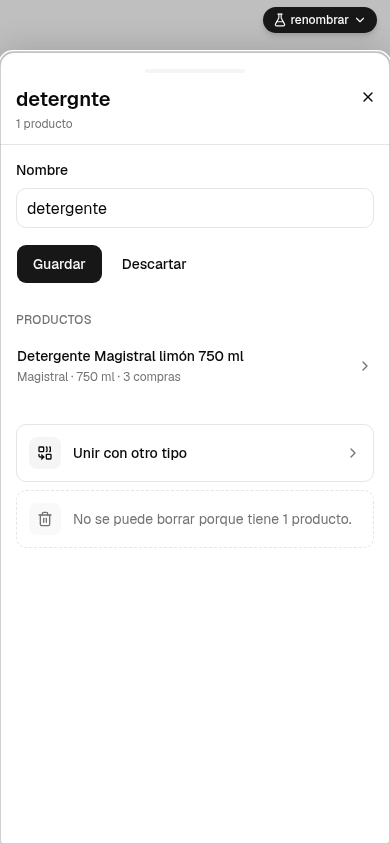 renombrar
detergnte
1 producto
Nombre
detergente
Guardar
Descartar
PRODUCTOS
Detergente Magistral limón 750 ml
Magistral · 750 ml · 3 compras
Unir con otro tipo
No se puede borrar porque tiene 1 producto.